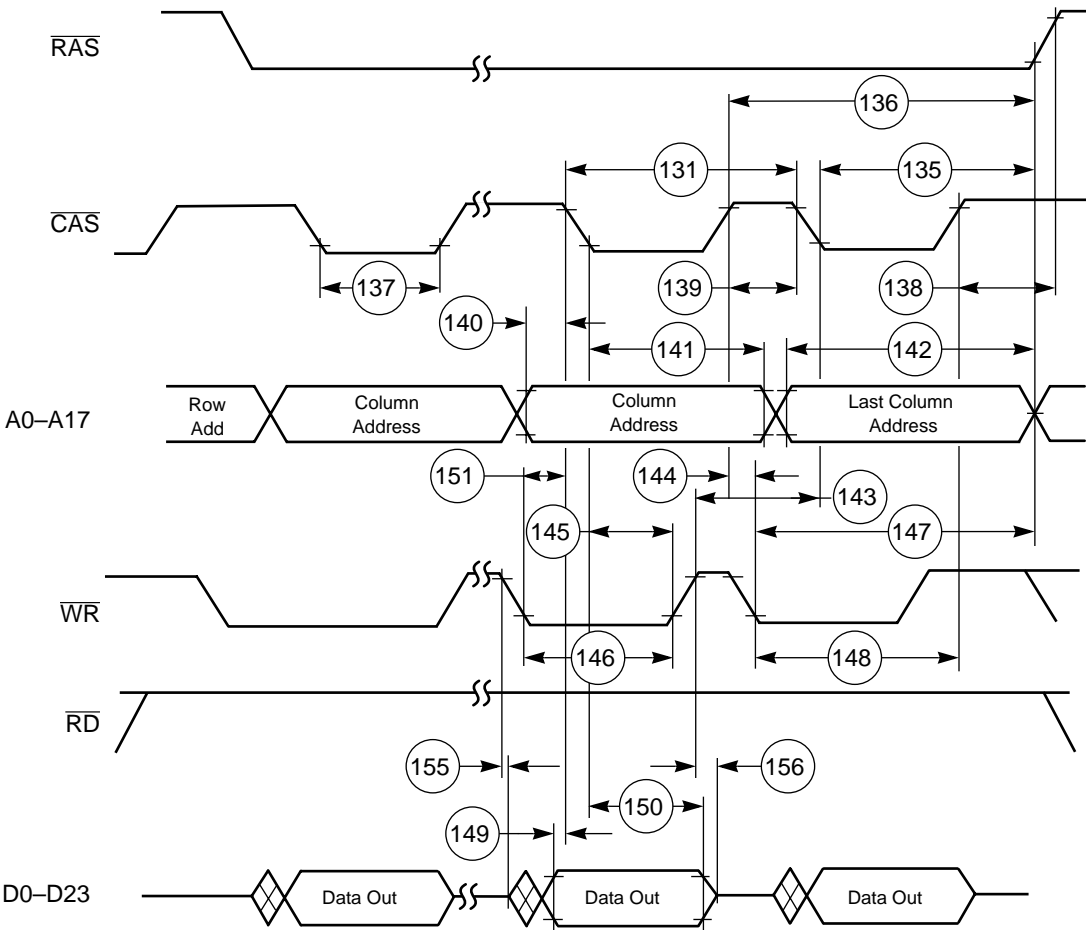 RAS
136
131
135
CAS
137
139
138
140
141
142
A0–A17
Row
Add
Column
Address
Column
Address
Last Column
Address
151
144
143
145
147
WR
146
148
RD
155
156
150
149
D0–D23
Data Out
Data Out
Data Out